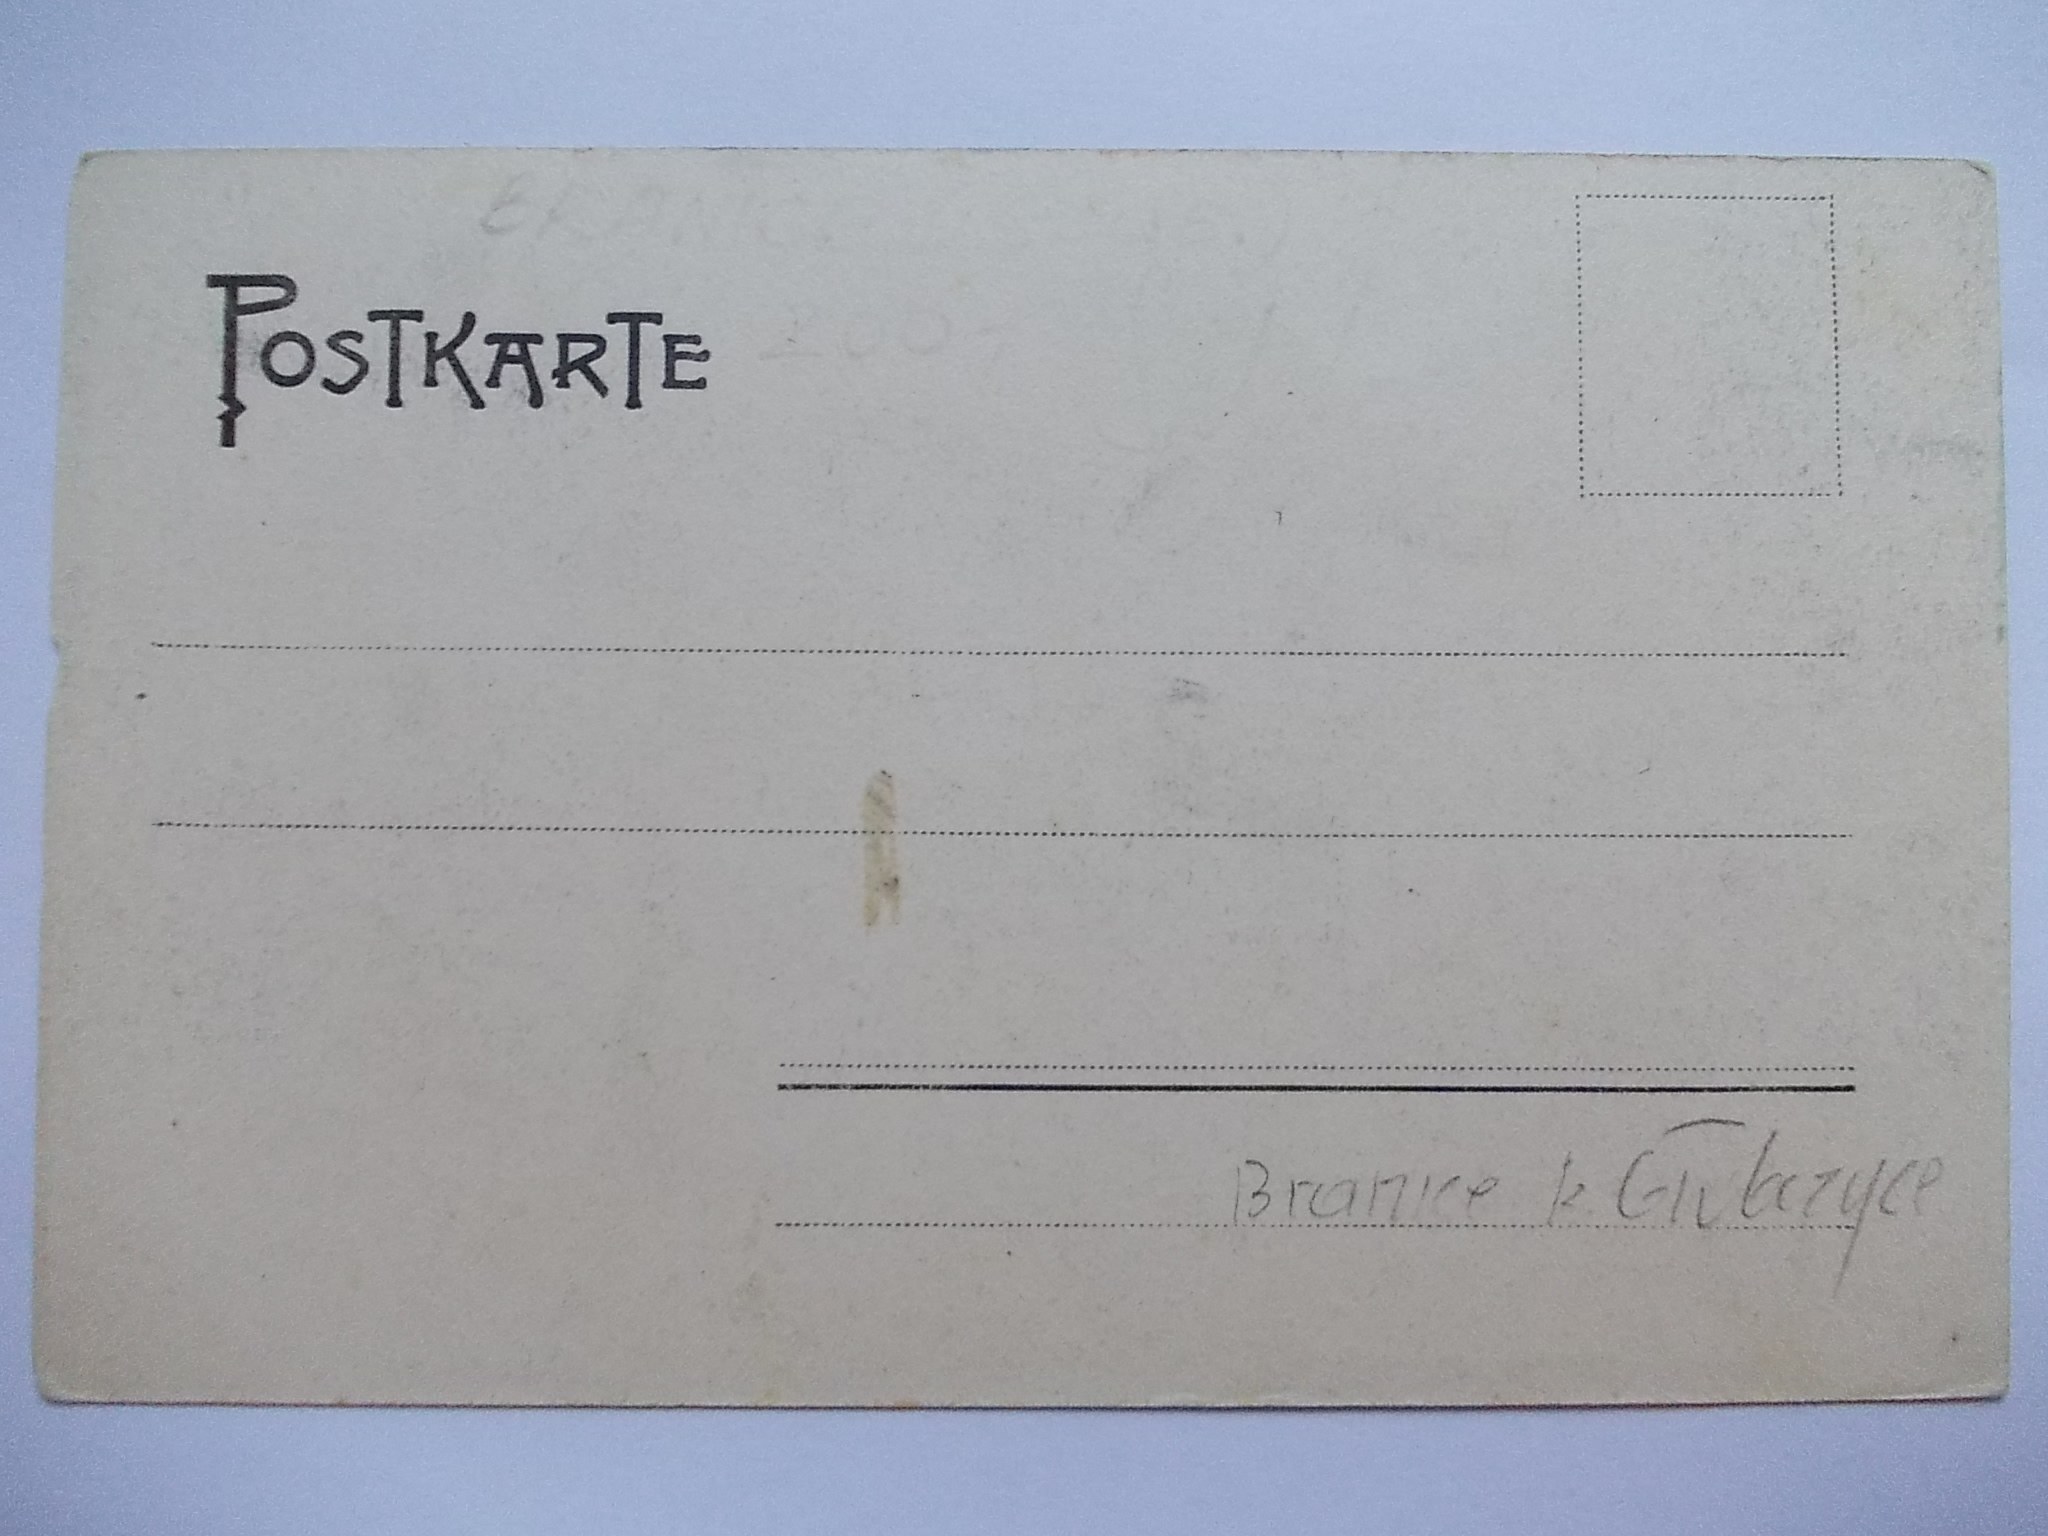 POSTKARTE
Branice k Głubczyce